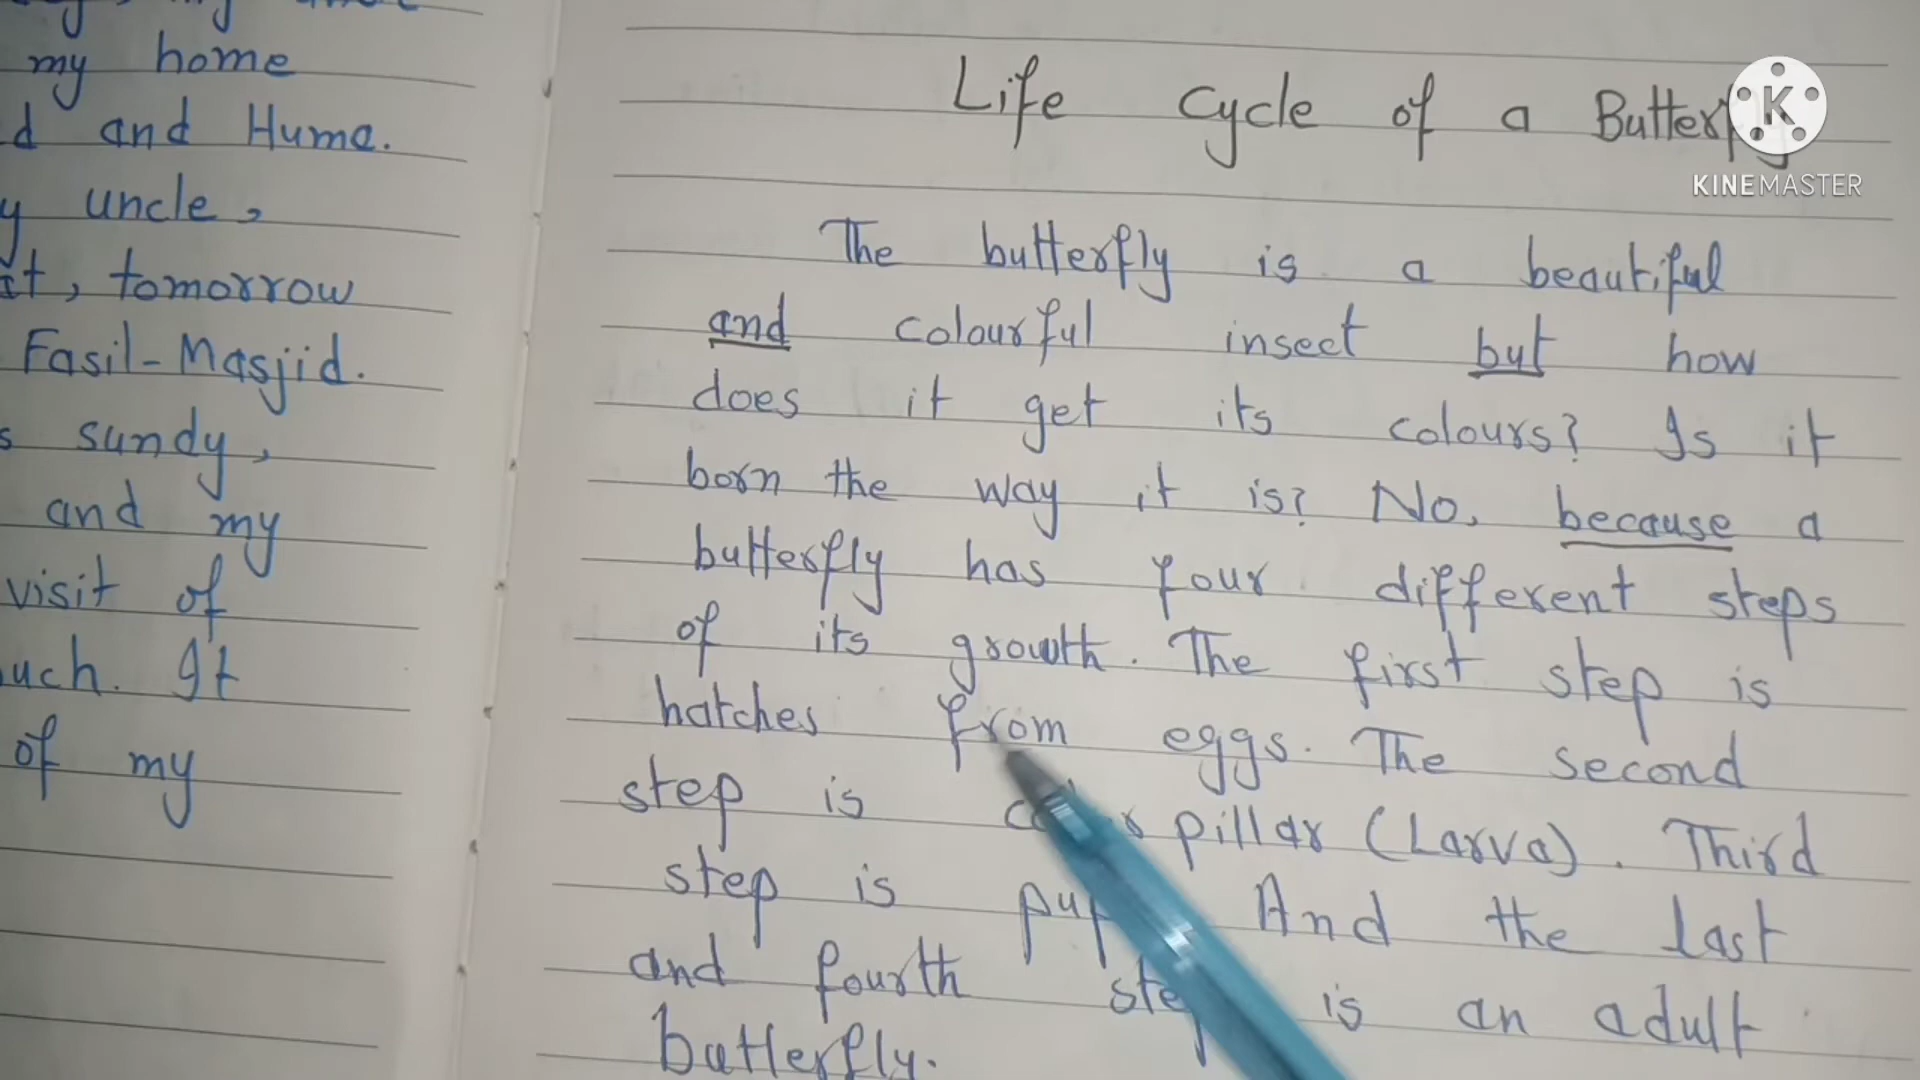 my home
d and Huma.
y uncle,
at, tomorrow
Fasil-Masjid.
s sundy,
and my
visit of
uch. It
of my
Life Cycle of a Butterfly
The butterfly is a beautiful
and colourful insect but how
does it get its colours? Is it
born the way it is? No, because a
butterfly has four different steps
of its growth. The first step is
hatches from eggs. The second
step is pillar (Larva). Third
step is And the last
and fourth is an adult
butterfly.
K
KINEMASTER